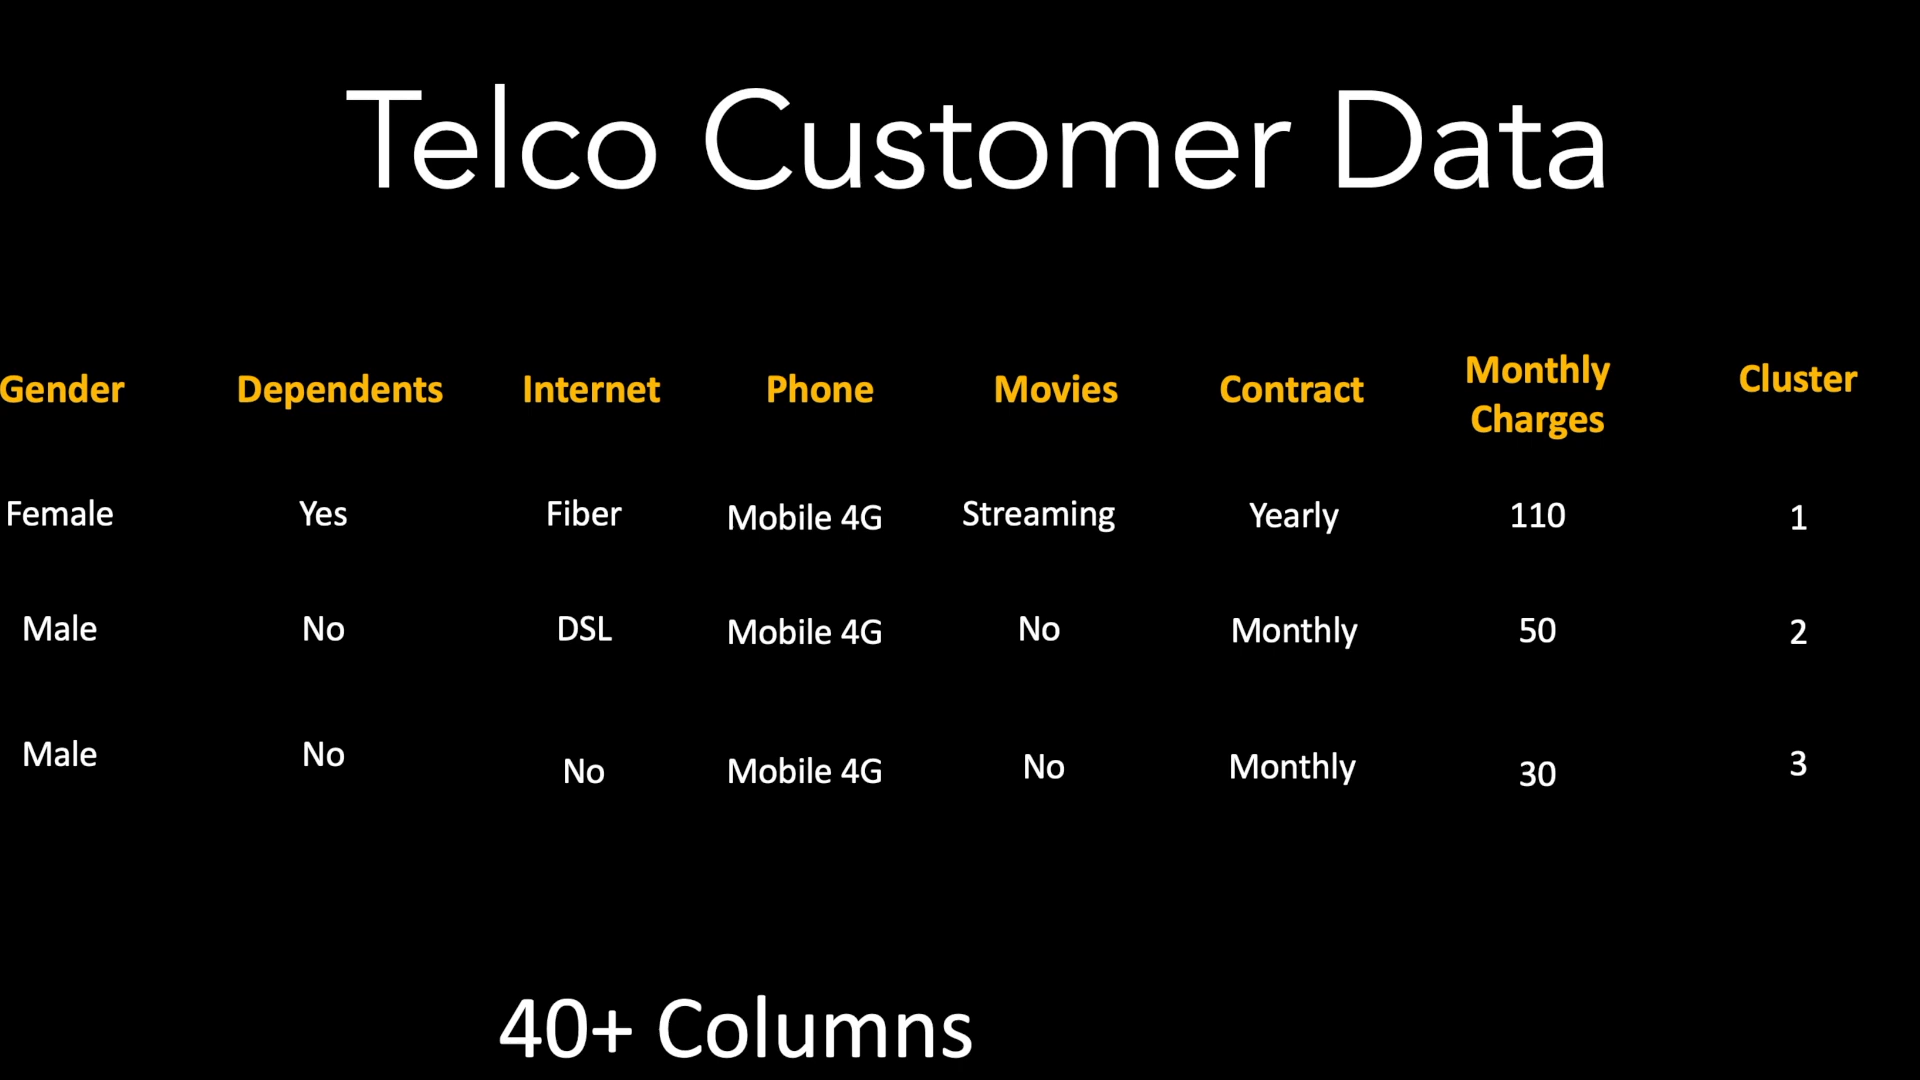 Telco Customer Data
Gender Dependents Internet Phone Movies Contract Monthly Charges Cluster
Female Yes Fiber Mobile 4G Streaming Yearly 110 1
Male No DSL Mobile 4G No Monthly 50 2
Male No No Mobile 4G No Monthly 30 3
40+ Columns